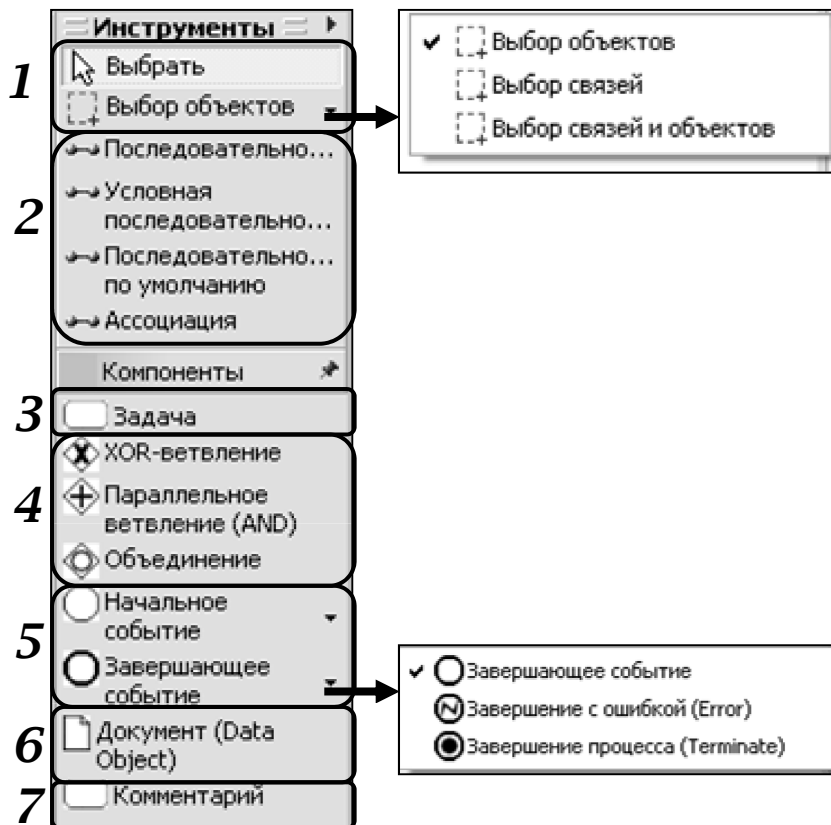 Инструменты
1
Выбрать
Выбор объектов
Выбор объектов
Выбор связей
Выбор связей и объектов
2
Последовательно...
Условная
последовательно...
Последовательно...
по умолчанию
Ассоциация
Компоненты
3
Задача
4
XOR-ветвление
Параллельное
ветвление (AND)
Объединение
5
Начальное
событие
Завершающее
событие
Завершающее событие
Завершение с ошибкой (Error)
Завершение процесса (Terminate)
6
Документ (Data
Object)
7
Комментарий